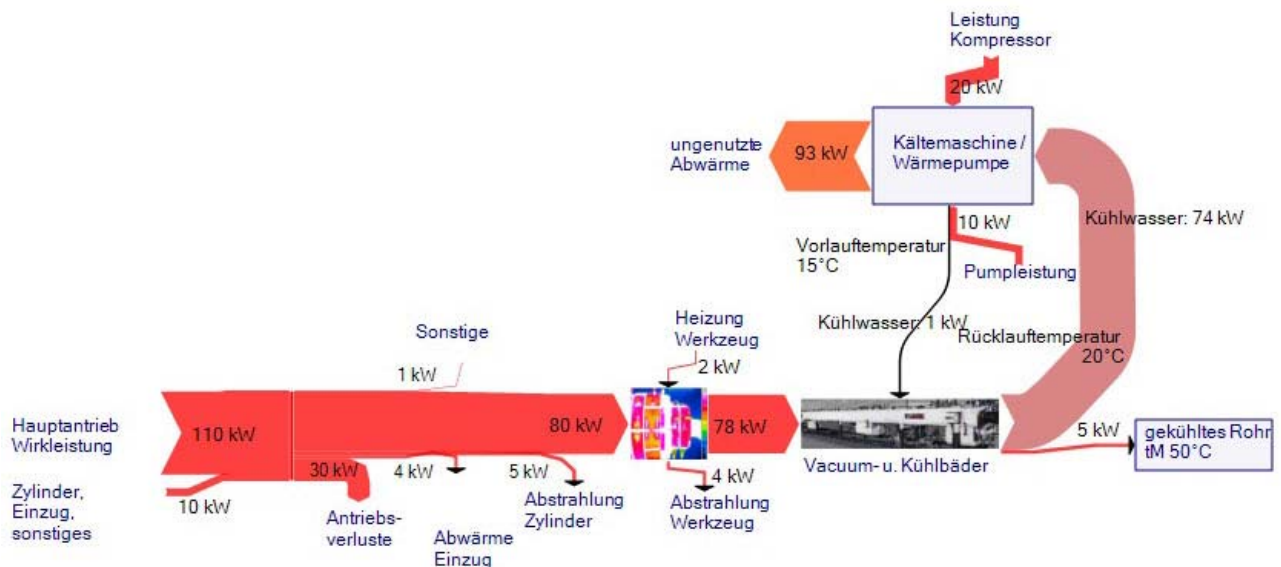 Leistung
Kompressor
20 kW
ungenutzte
Abwärme
93 kW
Kältemaschine /
Wärmepumpe
Kühlwasser: 74 kW
10 kW
Vorlauftemperatur
15°C
Pumpleistung
Heizung
Werkzeug
Kühlwasser: 1 kW
Rücklauftemperatur
20°C
Sonstige
2 kW
1 kW
Hauptantrieb
Wirkleistung
110 kW
80 kW
78 kW
5 kW
gekühltes Rohr
tM 50°C
Vacuum- u. Kühlbäder
30 kW
4 kW
5 kW
4 kW
Zylinder,
Einzug,
sonstiges
10 kW
Antriebs-
verluste
Abstrahlung
Zylinder
Abstrahlung
Werkzeug
Abwärme
Einzug